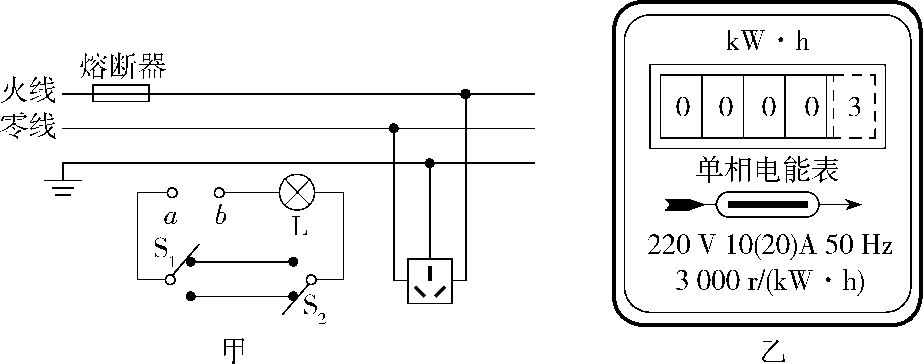 熔断器
火线
零线
a b L
S1
S2
甲
kW · h
0 0 0 0 3
单相电能表
220 V 10(20)A 50 Hz
3 000 r/(kW · h)
乙